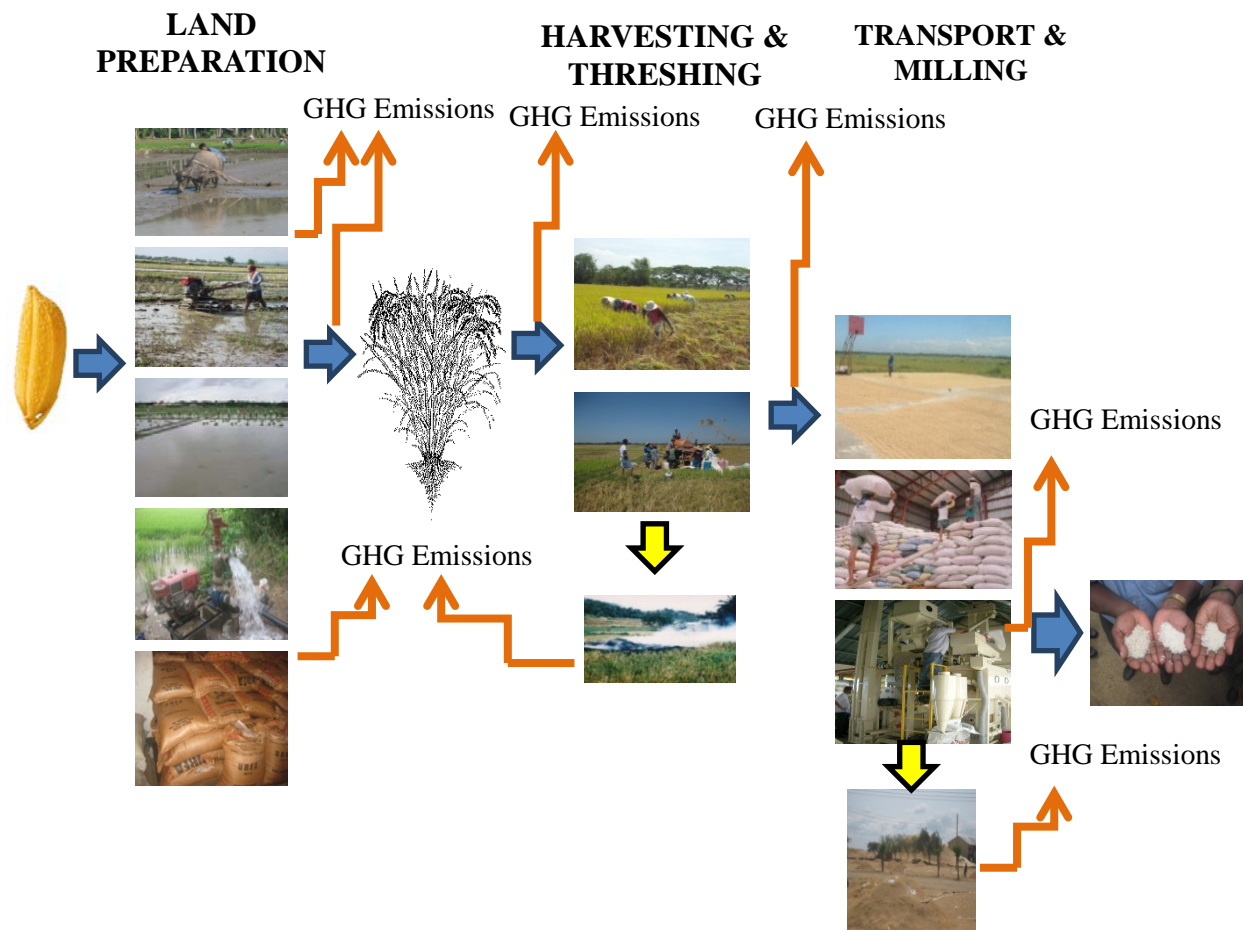 LAND
PREPARATION
HARVESTING &
THRESHING
TRANSPORT &
MILLING
GHG Emissions
GHG Emissions
GHG Emissions
GHG Emissions
GHG Emissions
GHG Emissions